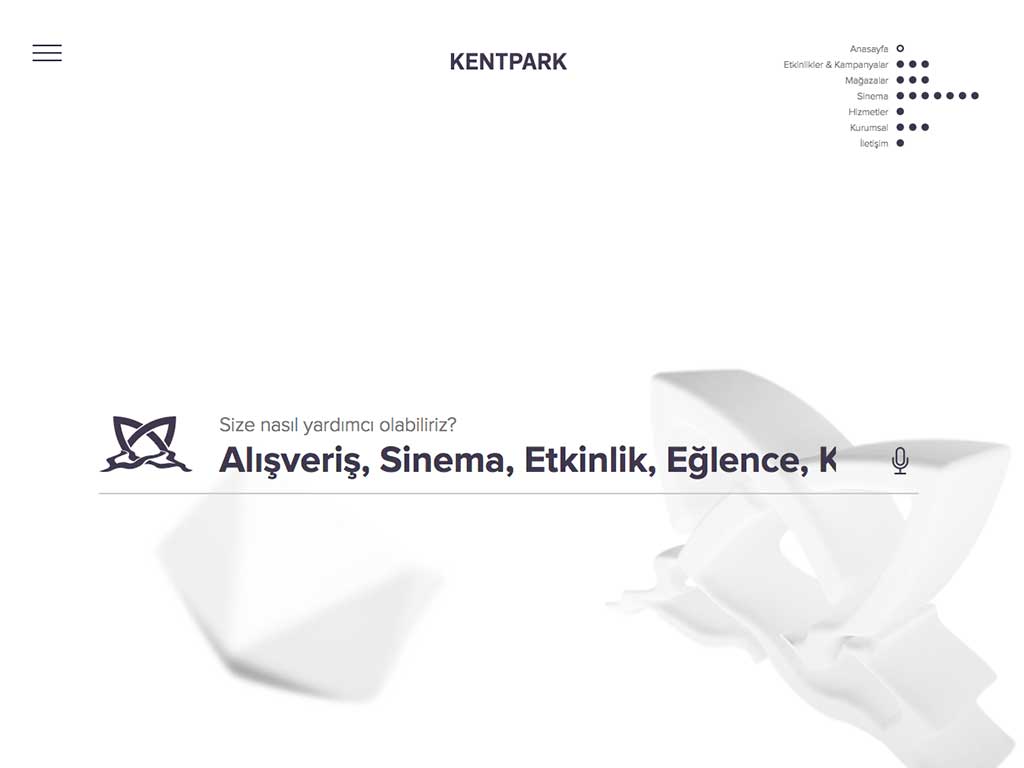 KENTPARK
Anasayfa
Etkinlikler & Kampanyalar
Mağazalar
Sinema
Hizmetler
Kurumsal
İletişim
Size nasıl yardımcı olabiliriz?
Alışveriş, Sinema, Etkinlik, Eğlence, K